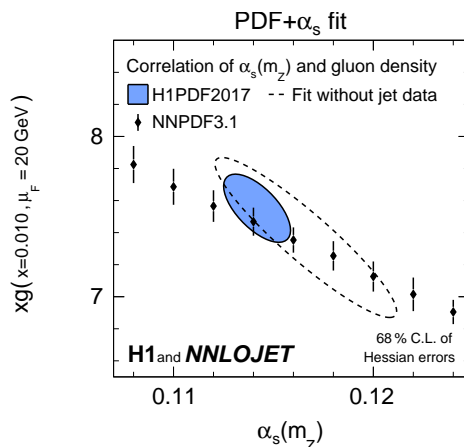 PDF+αs fit
Correlation of αs(mZ) and gluon density
H1PDF2017 Fit without jet data
NNPDF3.1
xg( x=0.010, μF = 20 GeV )
8
7
68 % C.L. of
H1 and NNLOJET Hessian errors
0.11 0.12
αs(mZ)